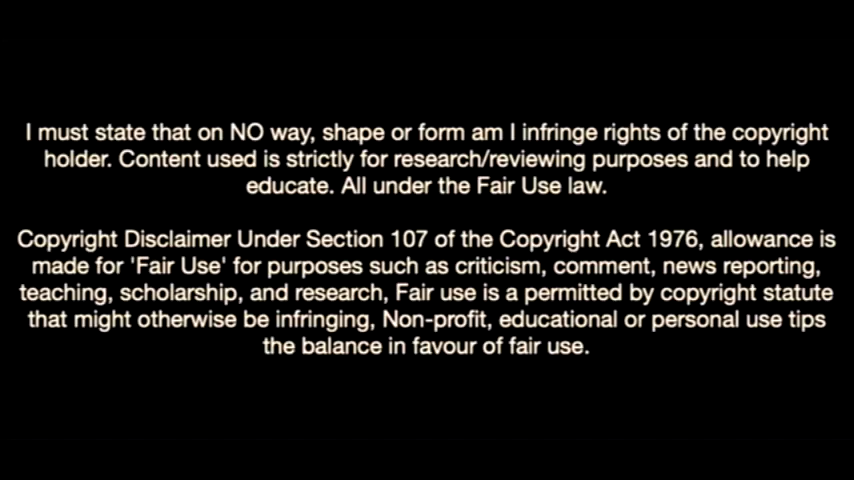 I must state that on NO way, shape or form am I infringe rights of the copyright
holder. Content used is strictly for research/reviewing purposes and to help
educate. All under the Fair Use law.
Copyright Disclaimer Under Section 107 of the Copyright Act 1976, allowance is
made for 'Fair Use' for purposes such as criticism, comment, news reporting,
teaching, scholarship, and research, Fair use is a permitted by copyright statute
that might otherwise be infringing, Non-profit, educational or personal use tips
the balance in favour of fair use.